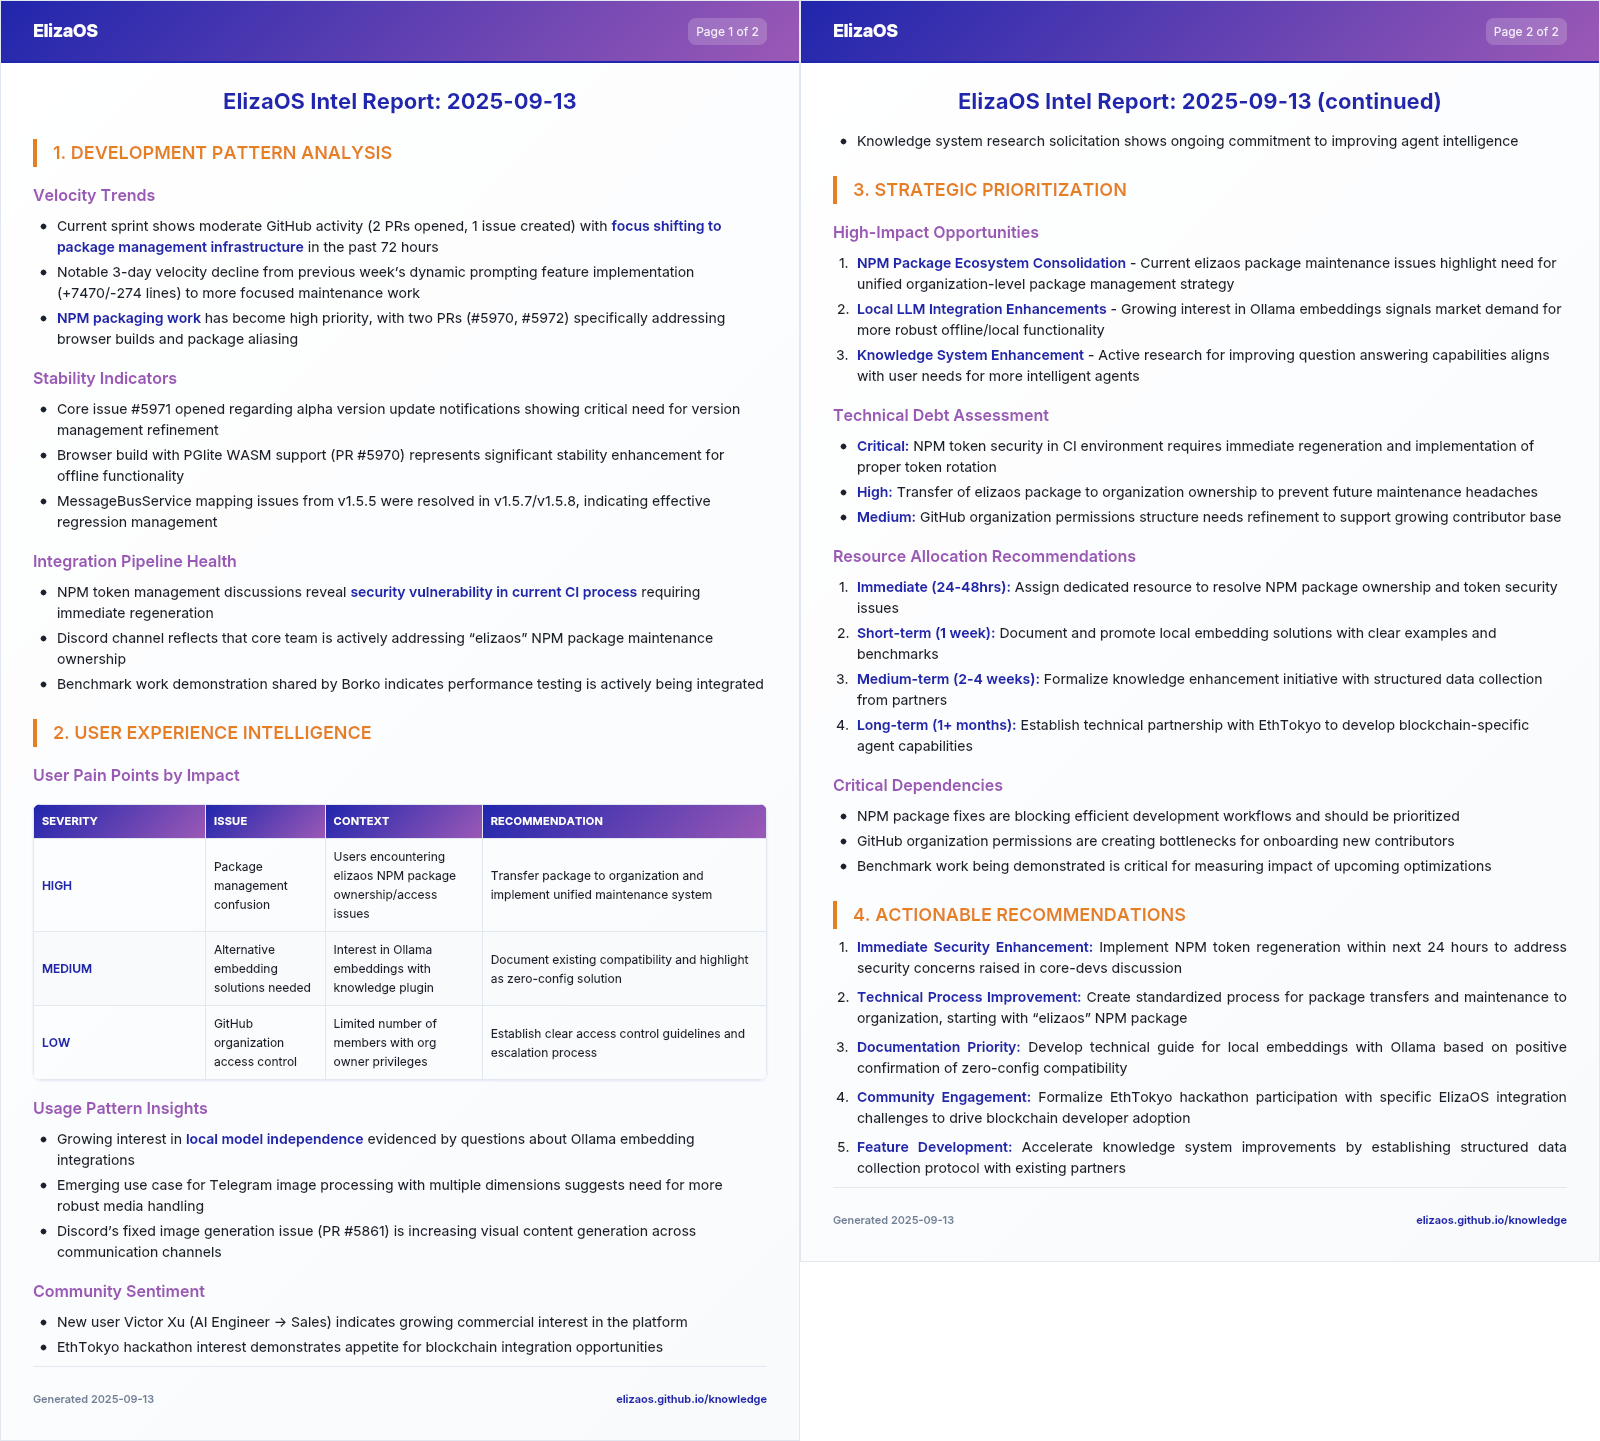 ElizaOS
Page 1 of 2
ElizaOS Intel Report: 2025-09-13
1. DEVELOPMENT PATTERN ANALYSIS
Velocity Trends
• Current sprint shows moderate GitHub activity (2 PRs opened, 1 issue created) with focus shifting to
package management infrastructure in the past 72 hours
• Notable 3-day velocity decline from previous week's dynamic prompting feature implementation
(+7470/-274 lines) to more focused maintenance work
• NPM packaging work has become high priority, with two PRs (#5970, #5972) specifically addressing
browser builds and package aliasing
Stability Indicators
• Core issue #5971 opened regarding alpha version update notifications showing critical need for version
management refinement
• Browser build with PGlite WASM support (PR #5970) represents significant stability enhancement for
offline functionality
• MessageBusService mapping issues from v1.5.5 were resolved in v1.5.7/v1.5.8, indicating effective
regression management
Integration Pipeline Health
• NPM token management discussions reveal security vulnerability in current CI process requiring
immediate regeneration
• Discord channel reflects that core team is actively addressing “elizaos” NPM package maintenance
ownership
• Benchmark work demonstration shared by Borko indicates performance testing is actively being integrated
2. USER EXPERIENCE INTELLIGENCE
User Pain Points by Impact
SEVERITY ISSUE CONTEXT RECOMMENDATION
HIGH
Package
management
confusion
Users encountering
elizaos NPM package
ownership/access
issues
Transfer package to organization and
implement unified maintenance system
MEDIUM
Alternative
embedding
solutions needed
Interest in Ollama
embeddings with
knowledge plugin
Document existing compatibility and highlight
as zero-config solution
LOW
GitHub
organization
access control
Limited number of
members with org
owner privileges
Establish clear access control guidelines and
escalation process
Usage Pattern Insights
• Growing interest in local model independence evidenced by questions about Ollama embedding
integrations
• Emerging use case for Telegram image processing with multiple dimensions suggests need for more
robust media handling
• Discord’s fixed image generation issue (PR #5861) is increasing visual content generation across
communication channels
Community Sentiment
• New user Victor Xu (AI Engineer → Sales) indicates growing commercial interest in the platform
• EthTokyo hackathon interest demonstrates appetite for blockchain integration opportunities
Generated 2025-09-13
elizaos.github.io/knowledge
ElizaOS
Page 2 of 2
ElizaOS Intel Report: 2025-09-13 (continued)
• Knowledge system research solicitation shows ongoing commitment to improving agent intelligence
3. STRATEGIC PRIORITIZATION
High-Impact Opportunities
1. NPM Package Ecosystem Consolidation - Current elizaos package maintenance issues highlight need for
unified organization-level package management strategy
2. Local LLM Integration Enhancements - Growing interest in Ollama embeddings signals market demand for
more robust offline/local functionality
3. Knowledge System Enhancement - Active research for improving question answering capabilities aligns
with user needs for more intelligent agents
Technical Debt Assessment
• Critical: NPM token security in CI environment requires immediate regeneration and implementation of
proper token rotation
• High: Transfer of elizaos package to organization ownership to prevent future maintenance headaches
• Medium: GitHub organization permissions structure needs refinement to support growing contributor base
Resource Allocation Recommendations
1. Immediate (24-48hrs): Assign dedicated resource to resolve NPM package ownership and token security
issues
2. Short-term (1 week): Document and promote local embedding solutions with clear examples and
benchmarks
3. Medium-term (2-4 weeks): Formalize knowledge enhancement initiative with structured data collection
from partners
4. Long-term (1+ months): Establish technical partnership with EthTokyo to develop blockchain-specific
agent capabilities
Critical Dependencies
• NPM package fixes are blocking efficient development workflows and should be prioritized
• GitHub organization permissions are creating bottlenecks for onboarding new contributors
• Benchmark work being demonstrated is critical for measuring impact of upcoming optimizations
4. ACTIONABLE RECOMMENDATIONS
1. Immediate Security Enhancement: Implement NPM token regeneration within next 24 hours to address
security concerns raised in core-devs discussion
2. Technical Process Improvement: Create standardized process for package transfers and maintenance to
organization, starting with “elizaos” NPM package
3. Documentation Priority: Develop technical guide for local embeddings with Ollama based on positive
confirmation of zero-config compatibility
4. Community Engagement: Formalize EthTokyo hackathon participation with specific ElizaOS integration
challenges to drive blockchain developer adoption
5. Feature Development: Accelerate knowledge system improvements by establishing structured data
collection protocol with existing partners
Generated 2025-09-13
elizaos.github.io/knowledge